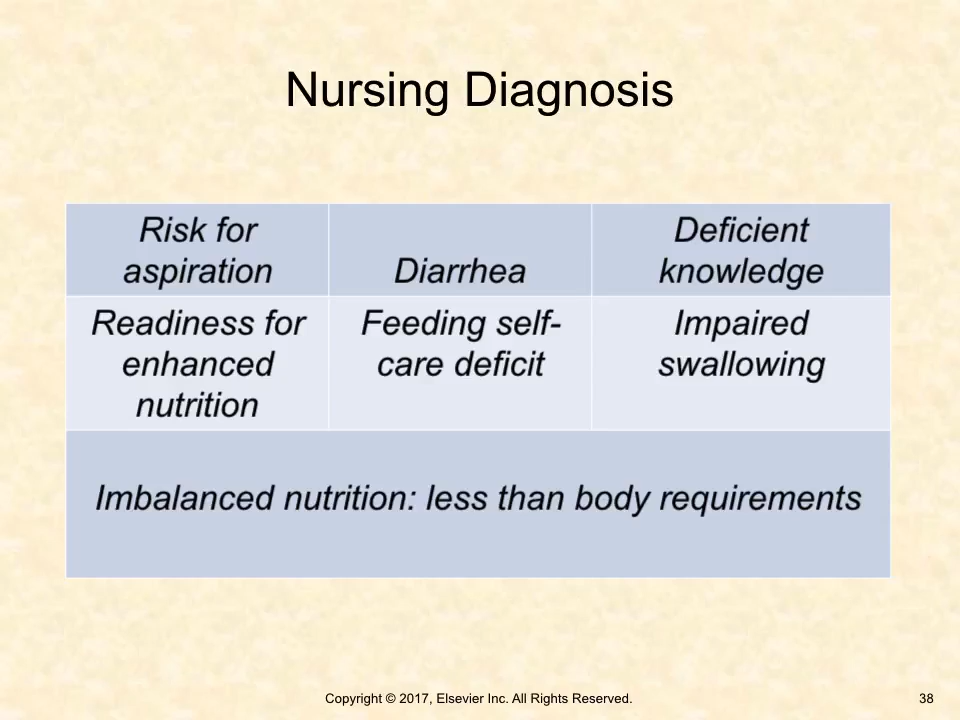 Nursing Diagnosis
Risk for
aspiration
Diarrhea
Deficient
knowledge
Readiness for
enhanced
nutrition
Feeding self-
care deficit
Impaired
swallowing
Imbalanced nutrition: less than body requirements
Copyright © 2017, Elsevier Inc. All Rights Reserved.
38